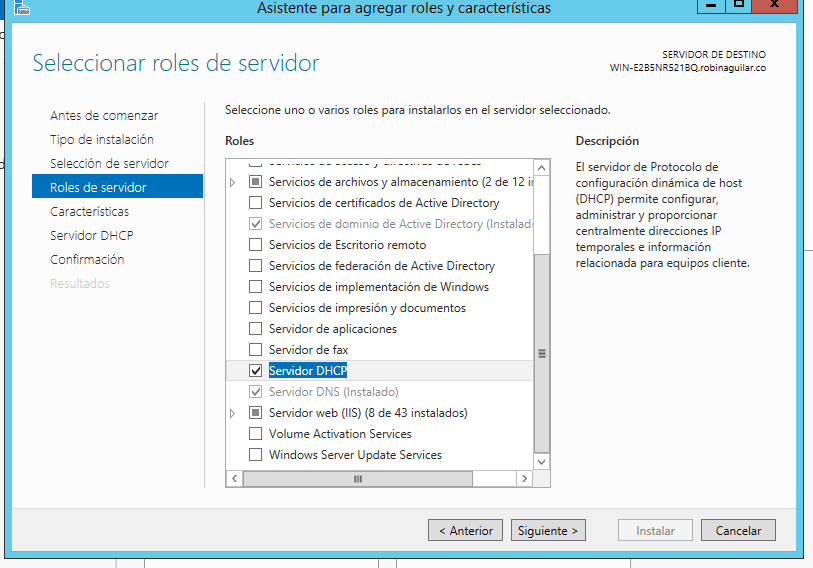 Asistente para agregar roles y características
Seleccionar roles de servidor
SERVIDOR DE DESTINO
WIN-E2B5NR521BQ.robinaguilar.co
Antes de comenzar
Tipo de instalación
Selección de servidor
Roles de servidor
Características
Servidor DHCP
Confirmación
Resultados
Seleccione uno o varios roles para instalarlos en el servidor seleccionado.
Roles
Servicios de acceso y directivas de redes
Servicios de archivos y almacenamiento (2 de 12 in
Servicios de certificados de Active Directory
Servicios de dominio de Active Directory (Instalad
Servicios de Escritorio remoto
Servicios de federación de Active Directory
Servicios de implementación de Windows
Servicios de impresión y documentos
Servidor de aplicaciones
Servidor de fax
Servidor DHCP
Servidor DNS (Instalado)
Servidor web (IIS) (8 de 43 instalados)
Volume Activation Services
Windows Server Update Services
Descripción
El servidor de Protocolo de
configuración dinámica de host
(DHCP) permite configurar,
administrar y proporcionar
centralmente direcciones IP
temporales e información
relacionada para equipos cliente.
< Anterior
Siguiente >
Instalar
Cancelar